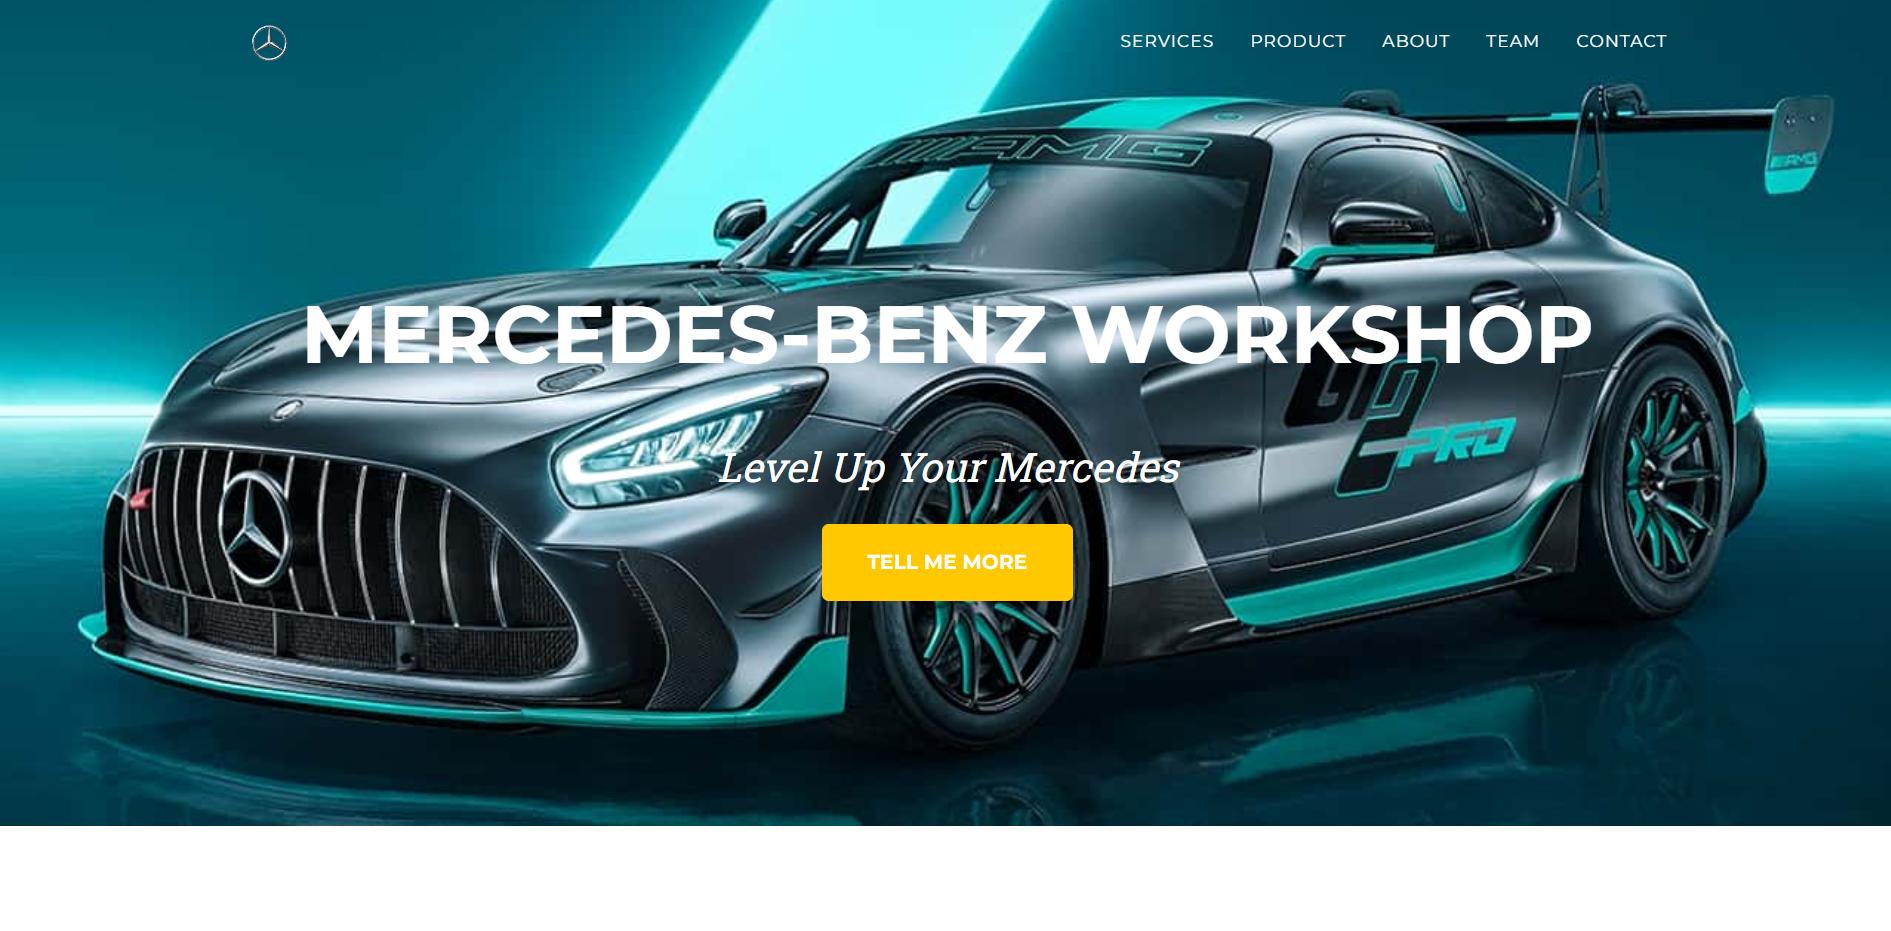 SERVICES PRODUCT ABOUT TEAM CONTACT
AMG
AMG
MERCEDES-BENZ WORKSHOP
GT2
PRO
Level Up Your Mercedes
TELL ME MORE